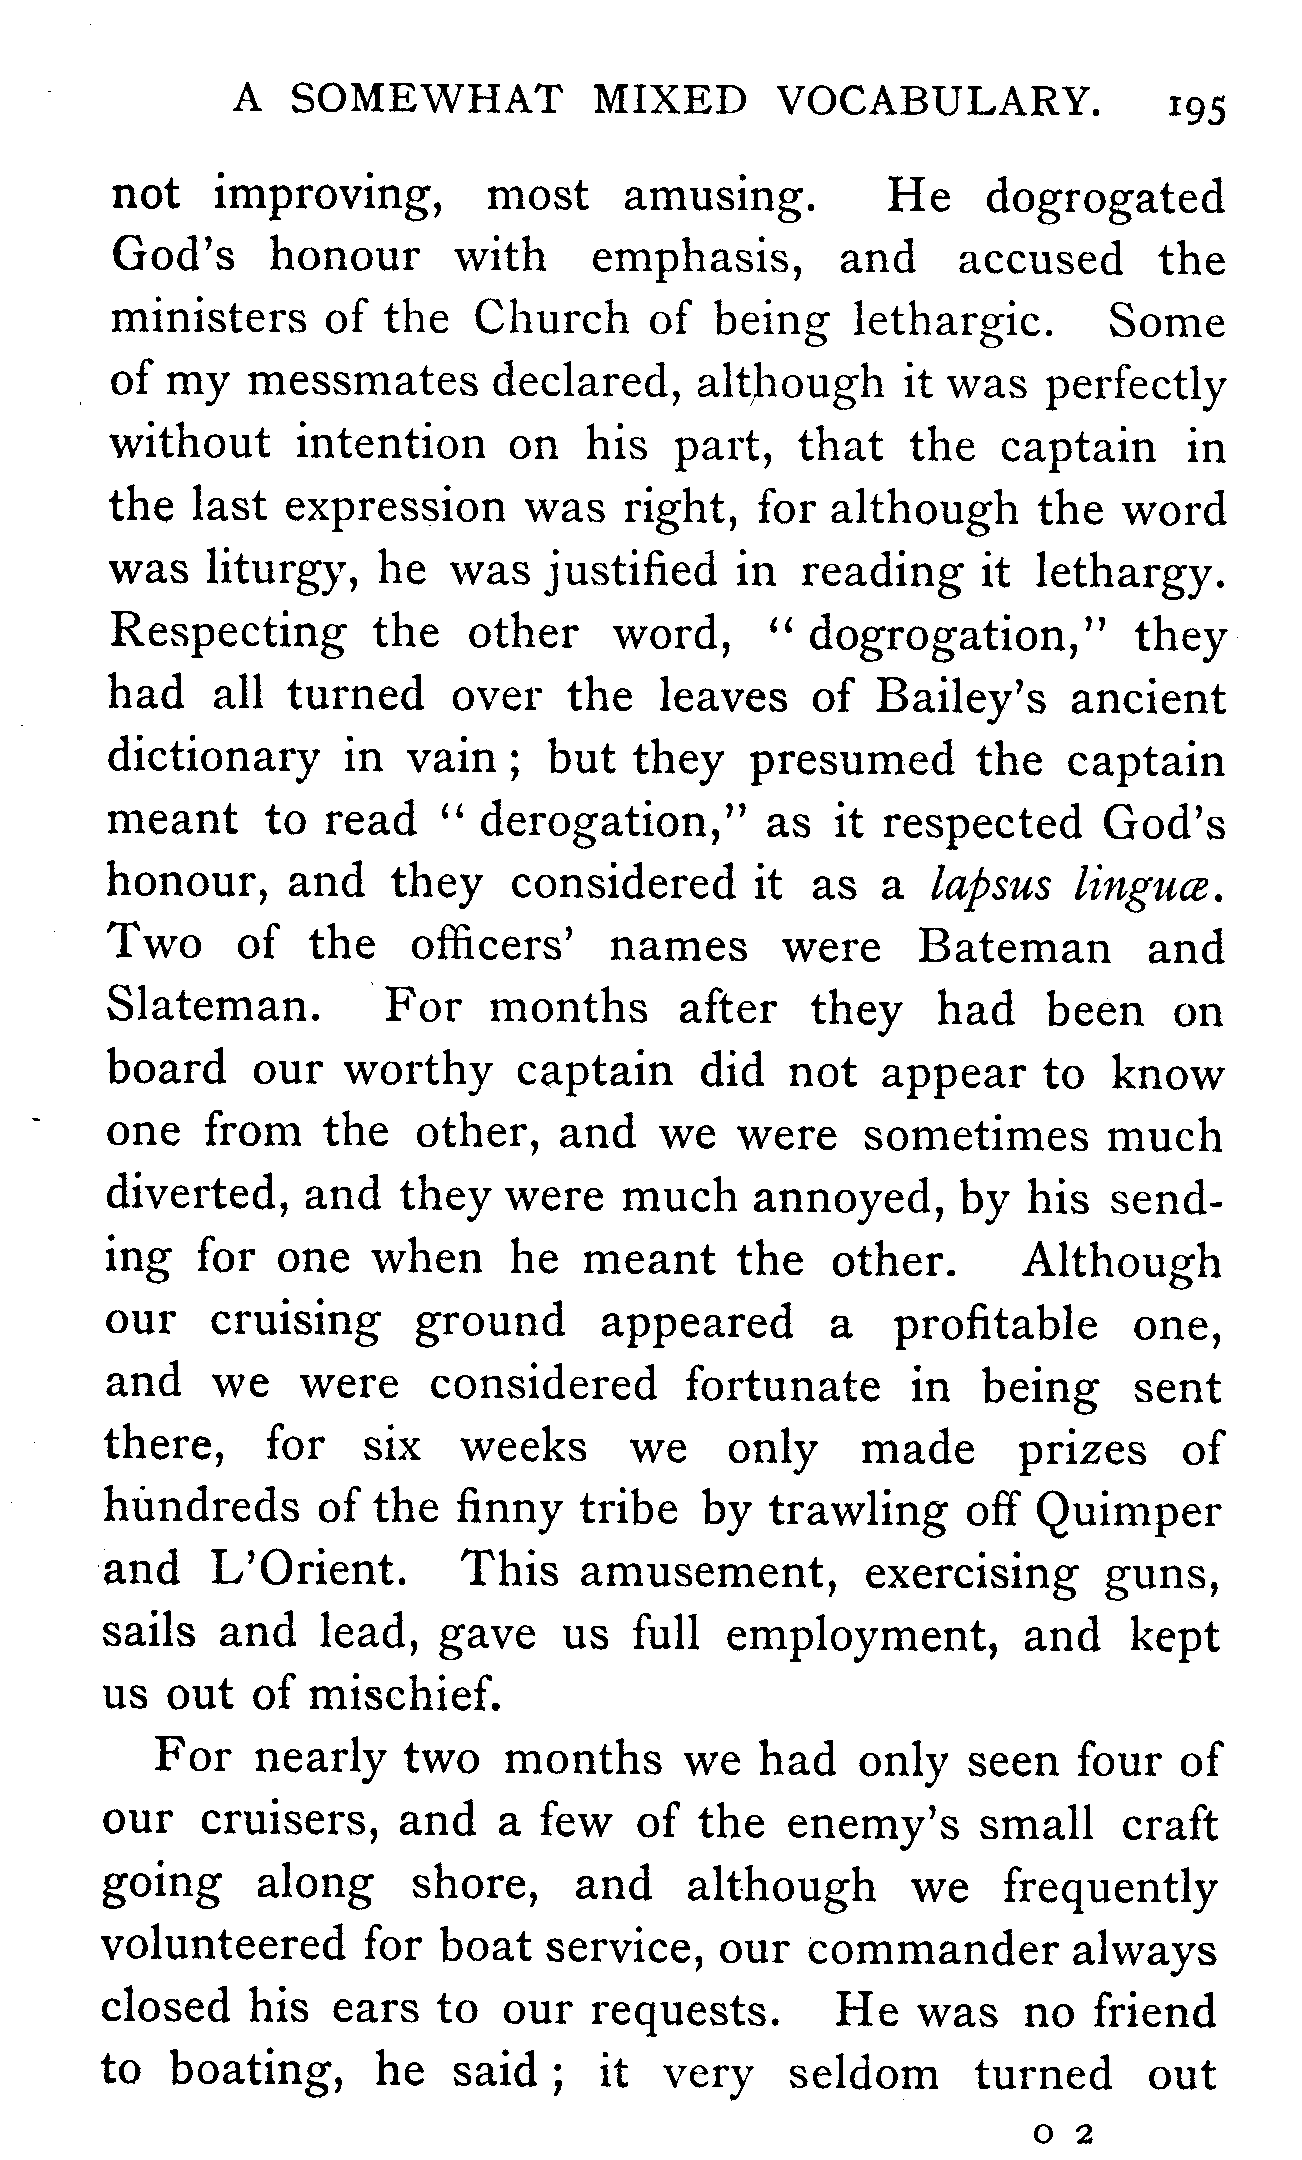 A SOMEWHAT MIXED VOCABULARY. 195
not improving, most amusing. He dogrogated
God's honour with emphasis, and accused the
ministers of the Church of being lethargic. Some
of my messmates declared, although it was perfectly
without intention on his part, that the captain in
the last expression was right, for although the word
was liturgy, he was justified in reading it lethargy.
Respecting the other word, " dogrogation," they
had all turned over the leaves of Bailey's ancient
dictionary in vain ; but they presumed the captain
meant to read " derogation," as it respected God's
honour, and they considered it as a lapsus linguæ.
Two of the officers' names were Bateman and
Slateman. For months after they had been on
board our worthy captain did not appear to know
one from the other, and we were sometimes much
diverted, and they were much annoyed, by his send-
ing for one when he meant the other. Although
our cruising ground appeared a profitable one,
and we were considered fortunate in being sent
there, for six weeks we only made prizes of
hundreds of the finny tribe by trawling off Quimper
and L'Orient. This amusement, exercising guns,
sails and lead, gave us full employment, and kept
us out of mischief.
For nearly two months we had only seen four of
our cruisers, and a few of the enemy's small craft
going along shore, and although we frequently
volunteered for boat service, our commander always
closed his ears to our requests. He was no friend
to boating, he said ; it very seldom turned out
O 2